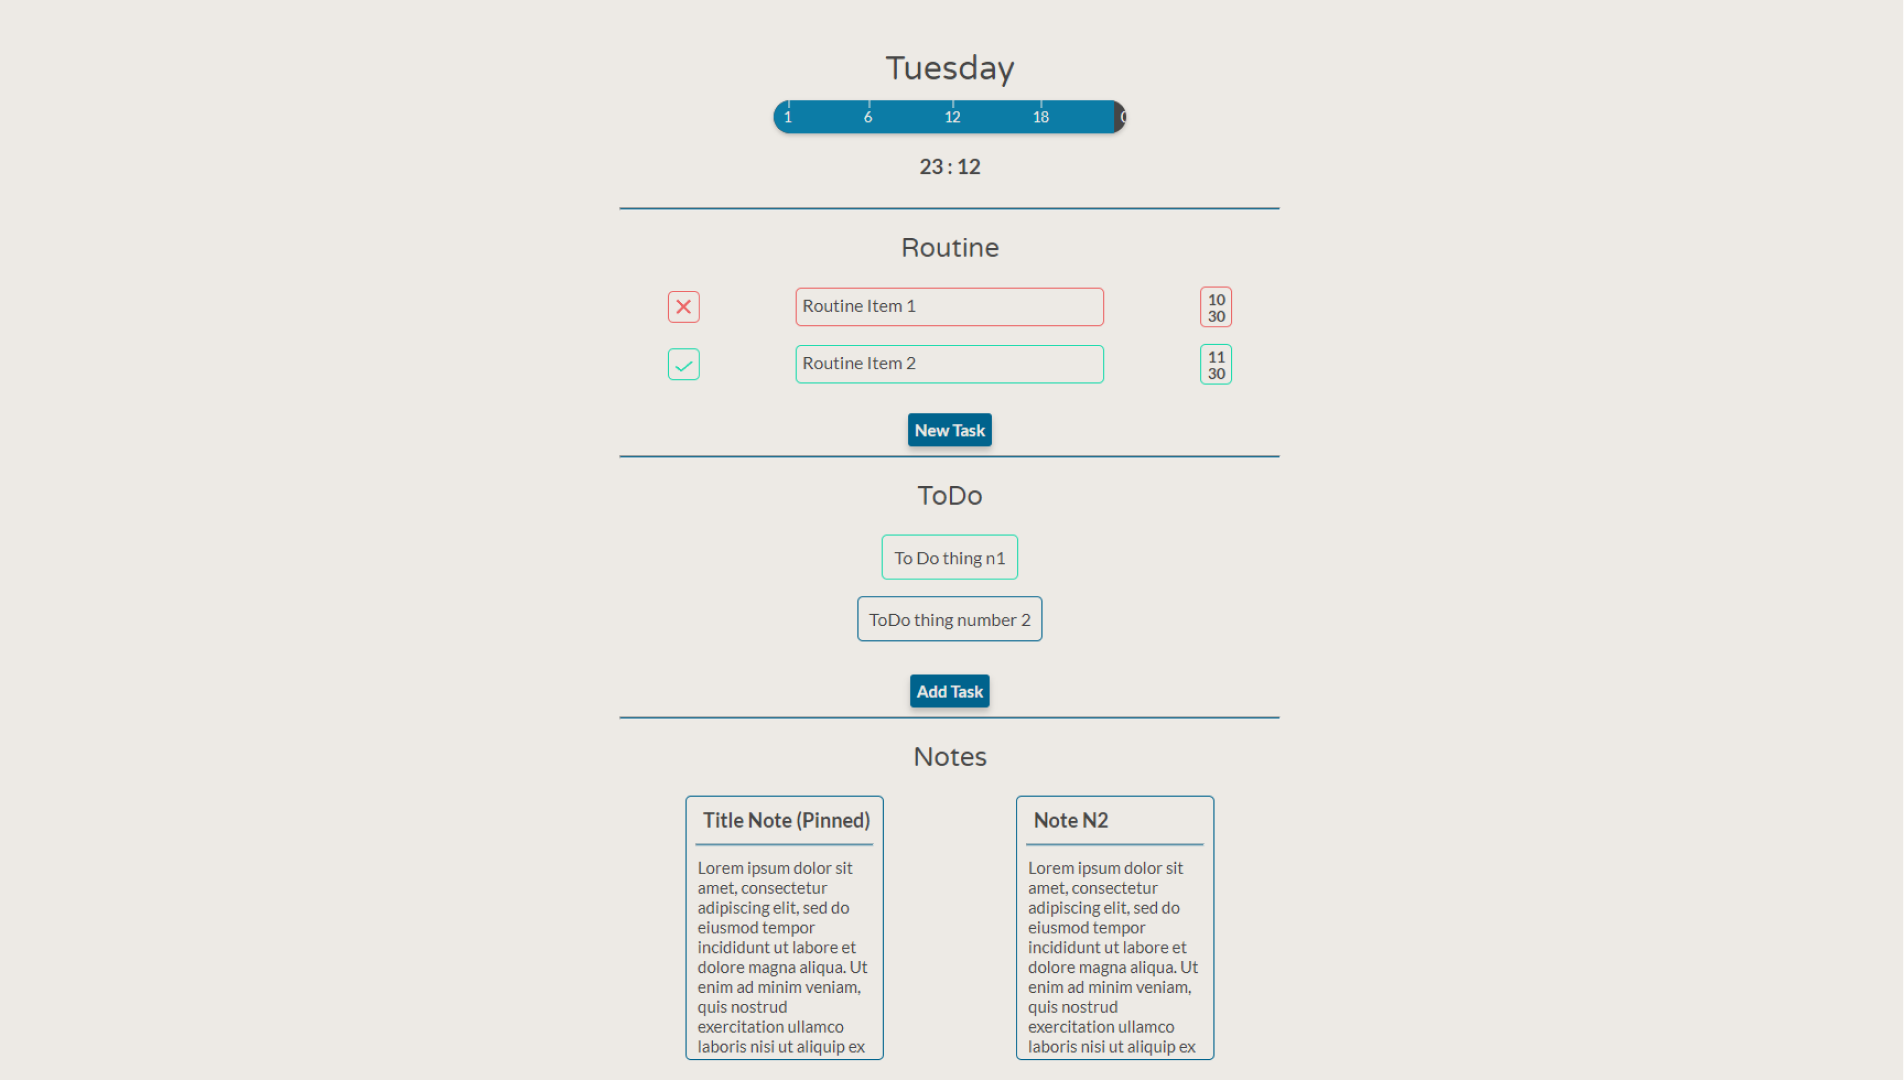 Tuesday
1 6 12 18
23 : 12
Routine
Routine Item 1
10
30
Routine Item 2
11
30
New Task
ToDo
To Do thing n1
ToDo thing number 2
Add Task
Notes
Title Note (Pinned)
Lorem ipsum dolor sit
amet, consectetur
adipiscing elit, sed do
eiusmod tempor
incididunt ut labore et
dolore magna aliqua. Ut
enim ad minim veniam,
quis nostrud
exercitation ullamco
laboris nisi ut aliquip ex
Note N2
Lorem ipsum dolor sit
amet, consectetur
adipiscing elit, sed do
eiusmod tempor
incididunt ut labore et
dolore magna aliqua. Ut
enim ad minim veniam,
quis nostrud
exercitation ullamco
laboris nisi ut aliquip ex